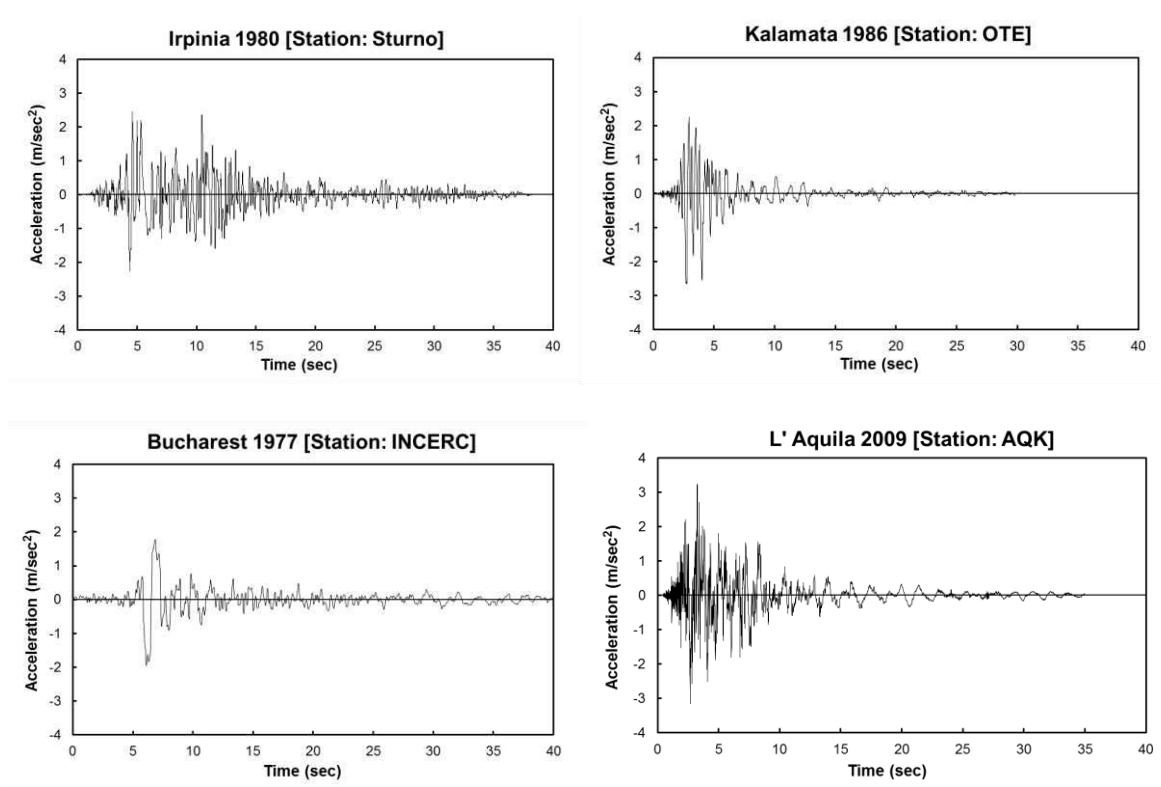 Irpinia 1980 [Station: Sturno]
4
3
2
1
0
-1
-2
-3
-4
Acceleration (m/sec²)
0 5 10 15 20 25 30 35 40
Time (sec)
Kalamata 1986 [Station: OTE]
4
3
2
1
0
-1
-2
-3
-4
Acceleration (m/sec²)
0 5 10 15 20 25 30 35 40
Time (sec)
Bucharest 1977 [Station: INCERC]
4
3
2
1
0
-1
-2
-3
-4
Acceleration (m/sec²)
0 5 10 15 20 25 30 35 40
Time (sec)
L' Aquila 2009 [Station: AQK]
4
3
2
1
0
-1
-2
-3
-4
Acceleration (m/sec²)
0 5 10 15 20 25 30 35 40
Time (sec)